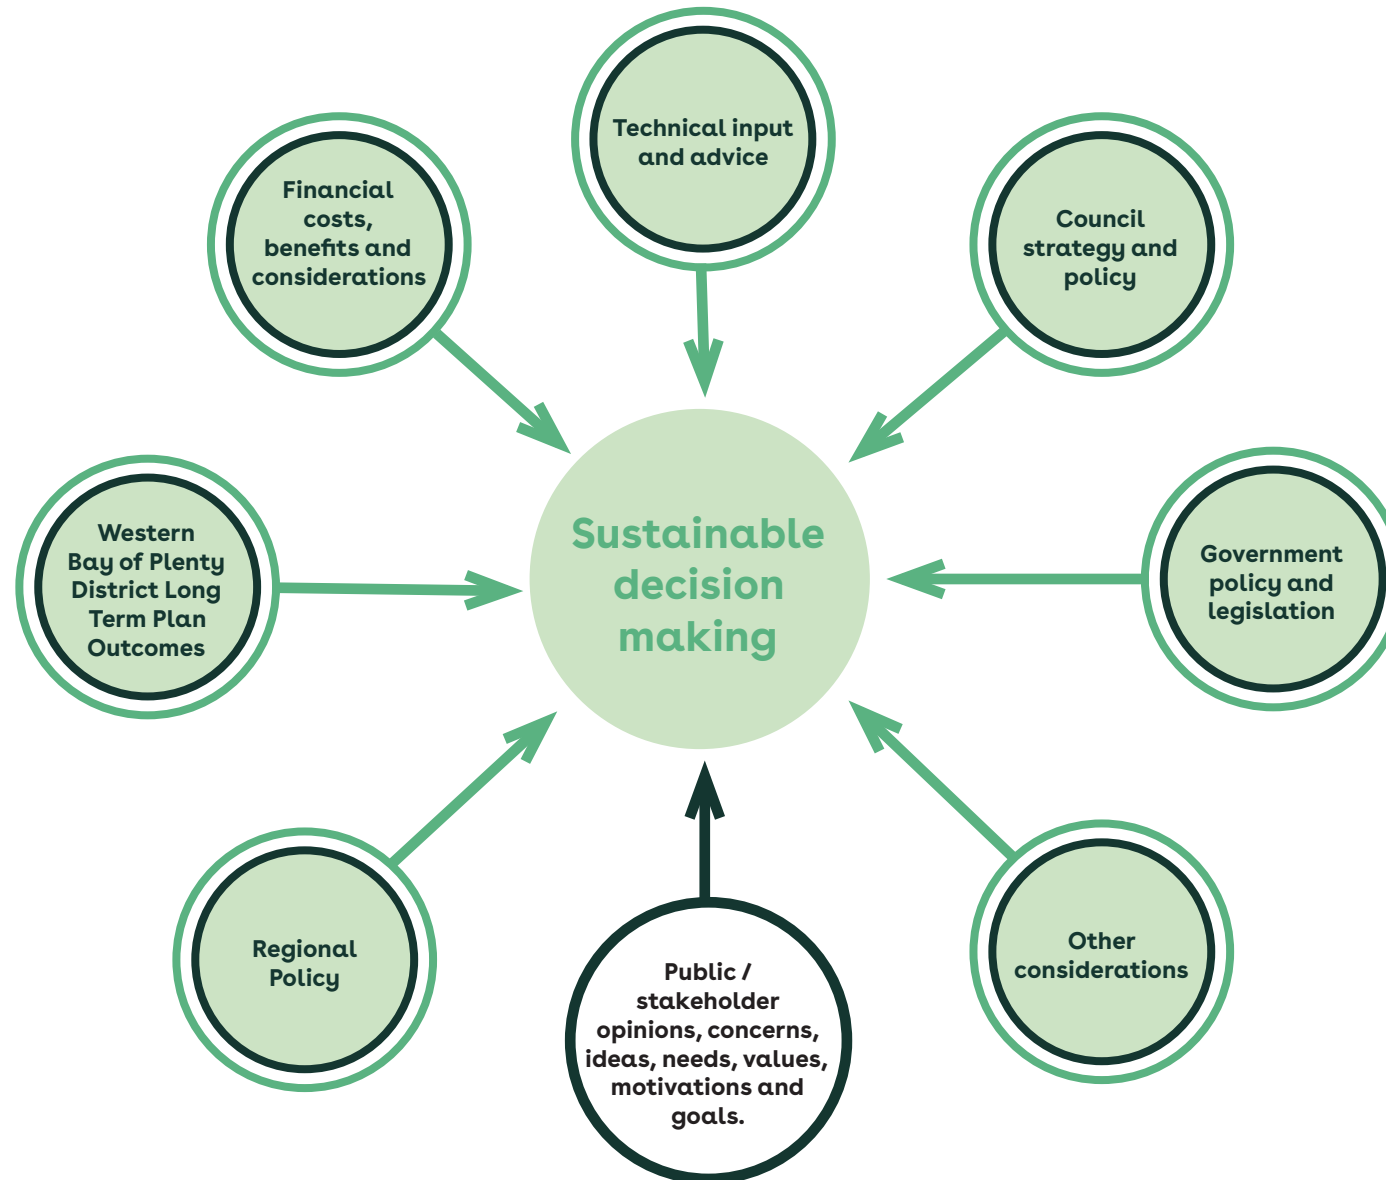 Technical input
and advice
Financial
costs,
benefits and
considerations
Council
strategy and
policy
Sustainable
decision
making
Western
Bay of Plenty
District Long
Term Plan
Outcomes
Government
policy and
legislation
Regional
Policy
Public /
stakeholder
opinions, concerns,
ideas, needs, values,
motivations and
goals.
Other
considerations